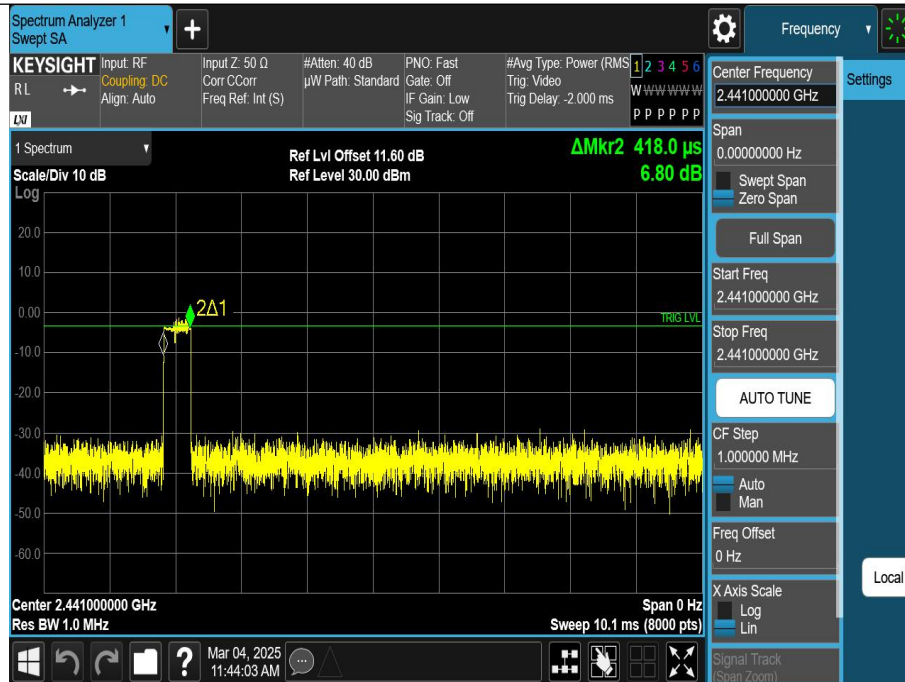 Spectrum Analyzer 1
Swept SA
+
Frequency
KEYSIGHT
RL
LXI
Input: RF
Coupling: DC
Align: Auto
Input Z: 50 Ω
Corr CCorr
Freq Ref: Int (S)
#Atten: 40 dB
µW Path: Standard
PNO: Fast
Gate: Off
IF Gain: Low
Sig Track: Off
#Avg Type: Power (RMS
Trig: Video
Trig Delay: -2.000 ms
1 2 3 4 5 6
W W W W W W
P P P P P P
1 Spectrum
Scale/Div 10 dB
Log
Ref Lvl Offset 11.60 dB
Ref Level 30.00 dBm
ΔMkr2 418.0 µs
6.80 dB
20.0
10.0
0.00
-10.0
-20.0
-30.0
-40.0
-50.0
-60.0
2Δ1
TRIG LVL
Center 2.441000000 GHz
Res BW 1.0 MHz
Span 0 Hz
Sweep 10.1 ms (8000 pts)
?
Mar 04, 2025
11:44:03 AM
Center Frequency
2.441000000 GHz
Span
0.00000000 Hz
Swept Span
Zero Span
Full Span
Start Freq
2.441000000 GHz
Stop Freq
2.441000000 GHz
AUTO TUNE
CF Step
1.000000 MHz
Auto
Man
Freq Offset
0 Hz
X Axis Scale
Log
Lin
Signal Track
(Span Zoom)
Settings
Local